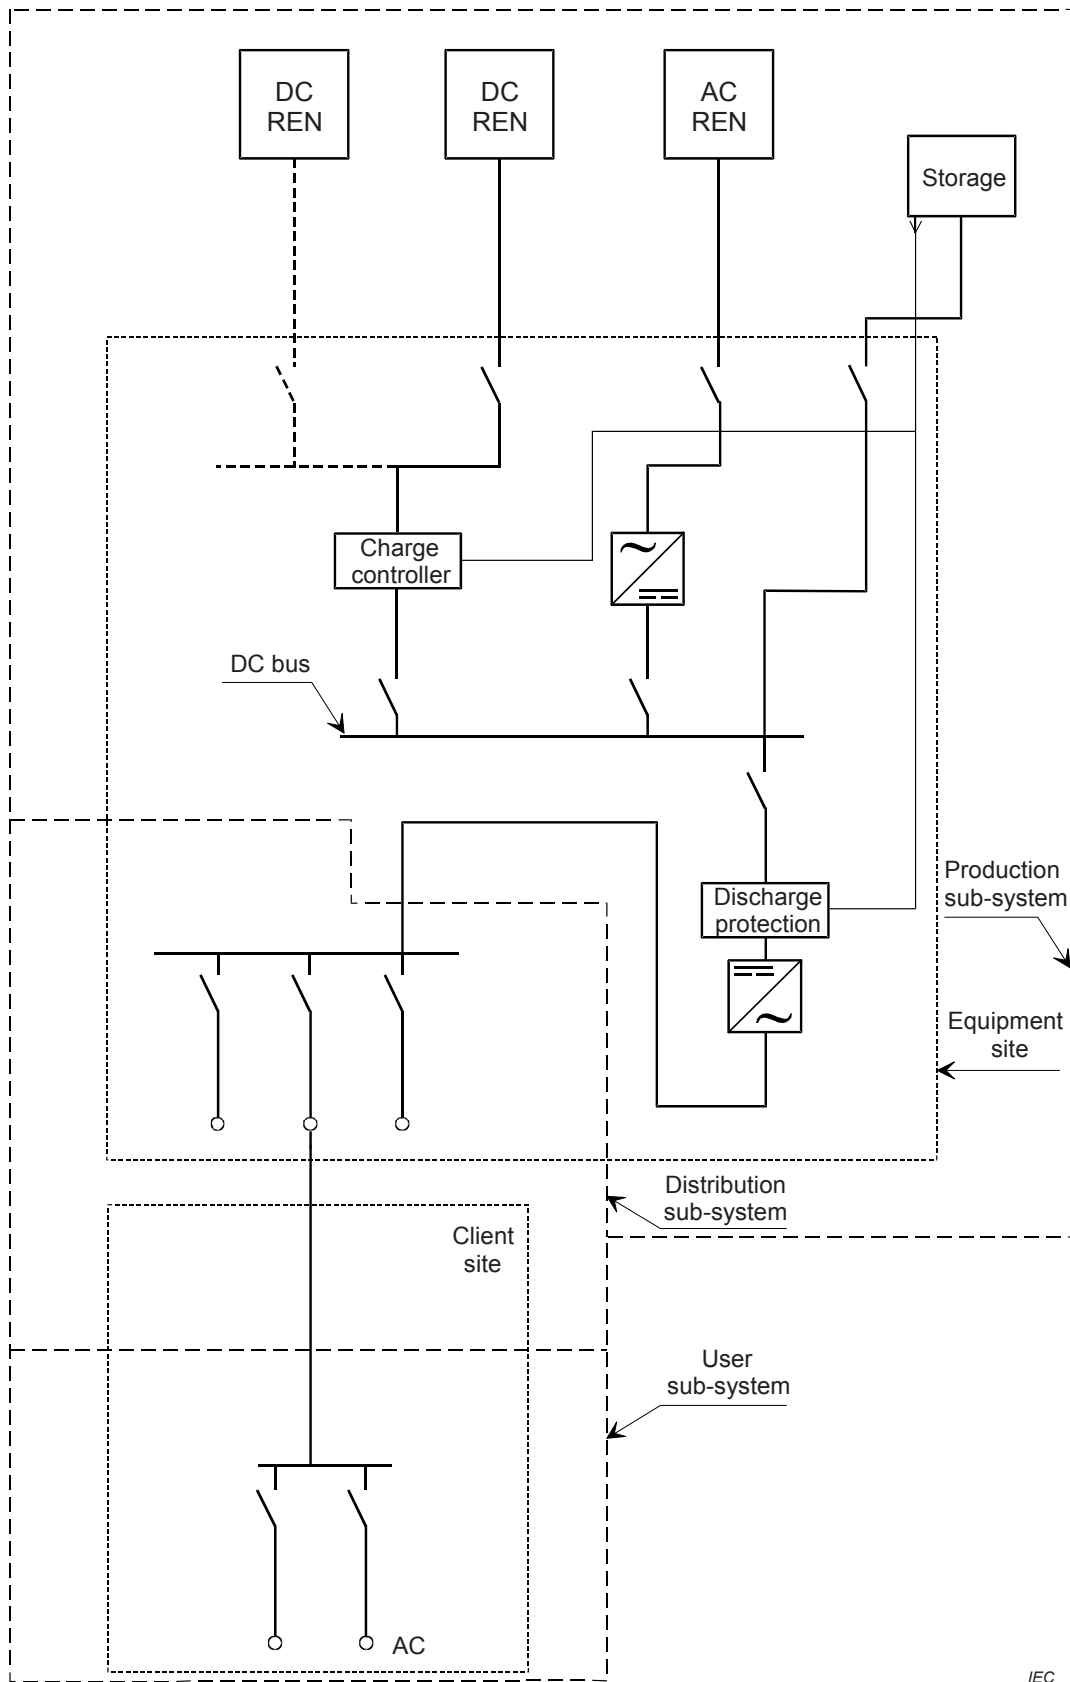 DC
REN
DC
REN
AC
REN
Storage
Charge
controller
DC bus
Discharge
protection
Production
sub-system
Equipment
site
Distribution
sub-system
Client
site
User
sub-system
AC
IEC